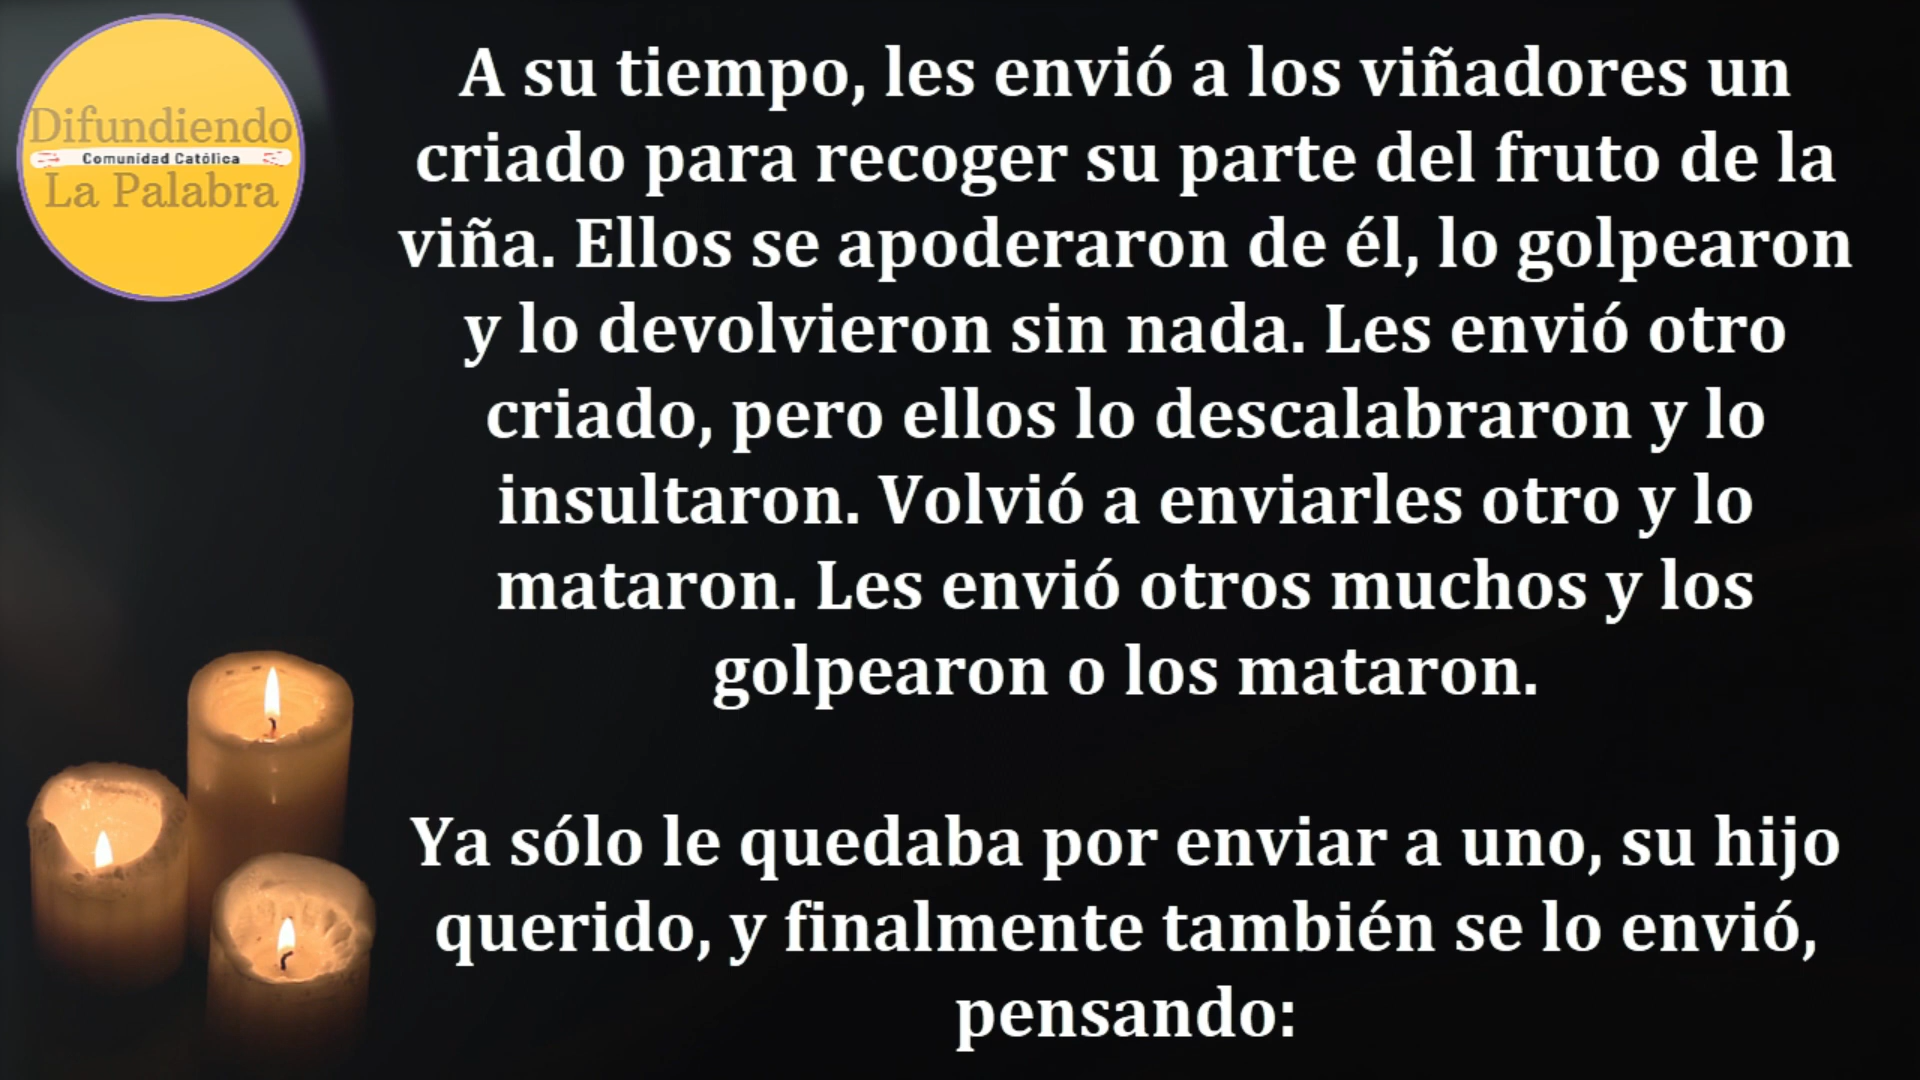 Difundiendo
Comunidad Católica
La Palabra
A su tiempo, les envió a los viñadores un
criado para recoger su parte del fruto de la
viña. Ellos se apoderaron de él, lo golpearon
y lo devolvieron sin nada. Les envió otro
criado, pero ellos lo descalabraron y lo
insultaron. Volvió a enviarles otro y lo
mataron. Les envió otros muchos y los
golpearon o los mataron.
Ya sólo le quedaba por enviar a uno, su hijo
querido, y finalmente también se lo envió,
pensando: